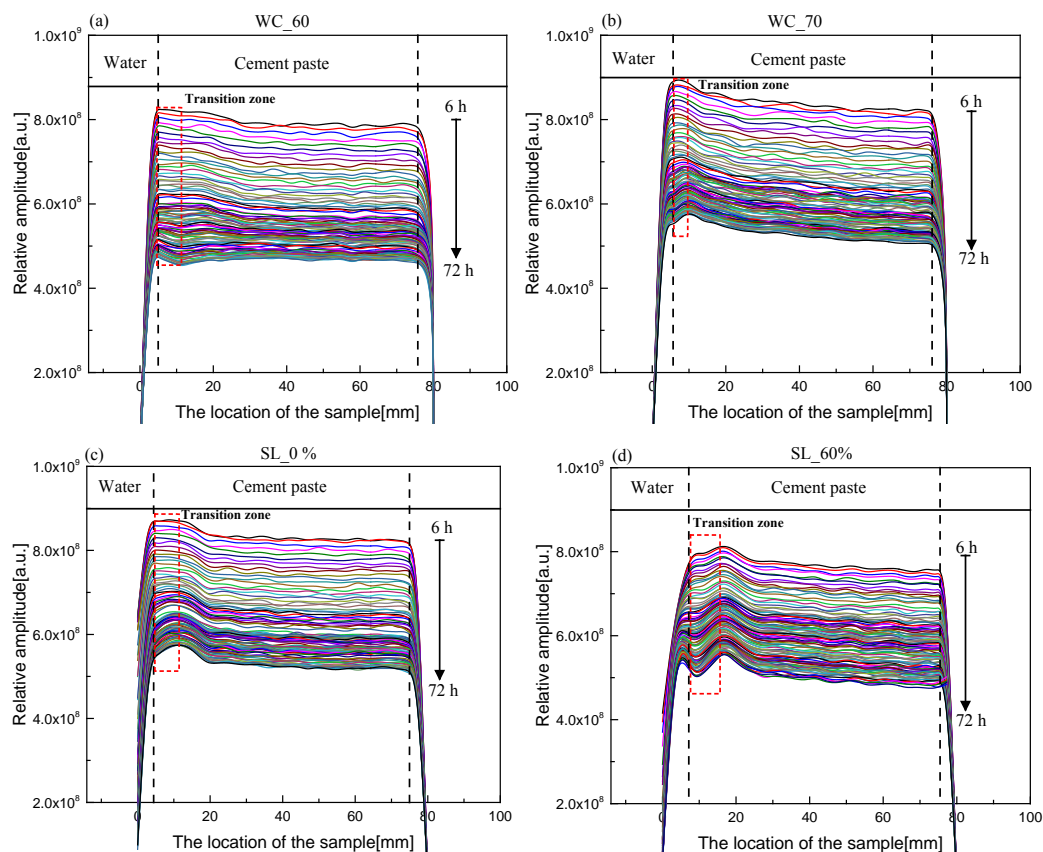 (a)
WC_60
1.0x10⁹
Water
Cement paste
Transition zone
6 h
8.0x10⁸
6.0x10⁸
4.0x10⁸
2.0x10⁸
72 h
Relative amplitude[a.u.]
0 20 40 60 80 100
The location of the sample[mm]
(b)
WC_70
1.0x10⁹
Water
Cement paste
Transition zone
6 h
8.0x10⁸
6.0x10⁸
4.0x10⁸
2.0x10⁸
72 h
Relative amplitude[a.u.]
0 20 40 60 80 100
The location of the sample[mm]
(c)
SL_0 %
1.0x10⁹
Water
Cement paste
Transition zone
6 h
8.0x10⁸
6.0x10⁸
4.0x10⁸
2.0x10⁸
72 h
Relative amplitude[a.u.]
0 20 40 60 80 100
The location of the sample[mm]
(d)
SL_60%
1.0x10⁹
Water
Cement paste
Transition zone
6 h
8.0x10⁸
6.0x10⁸
4.0x10⁸
2.0x10⁸
72 h
Relative amplitude[a.u.]
0 20 40 60 80 100
The location of the sample[mm]